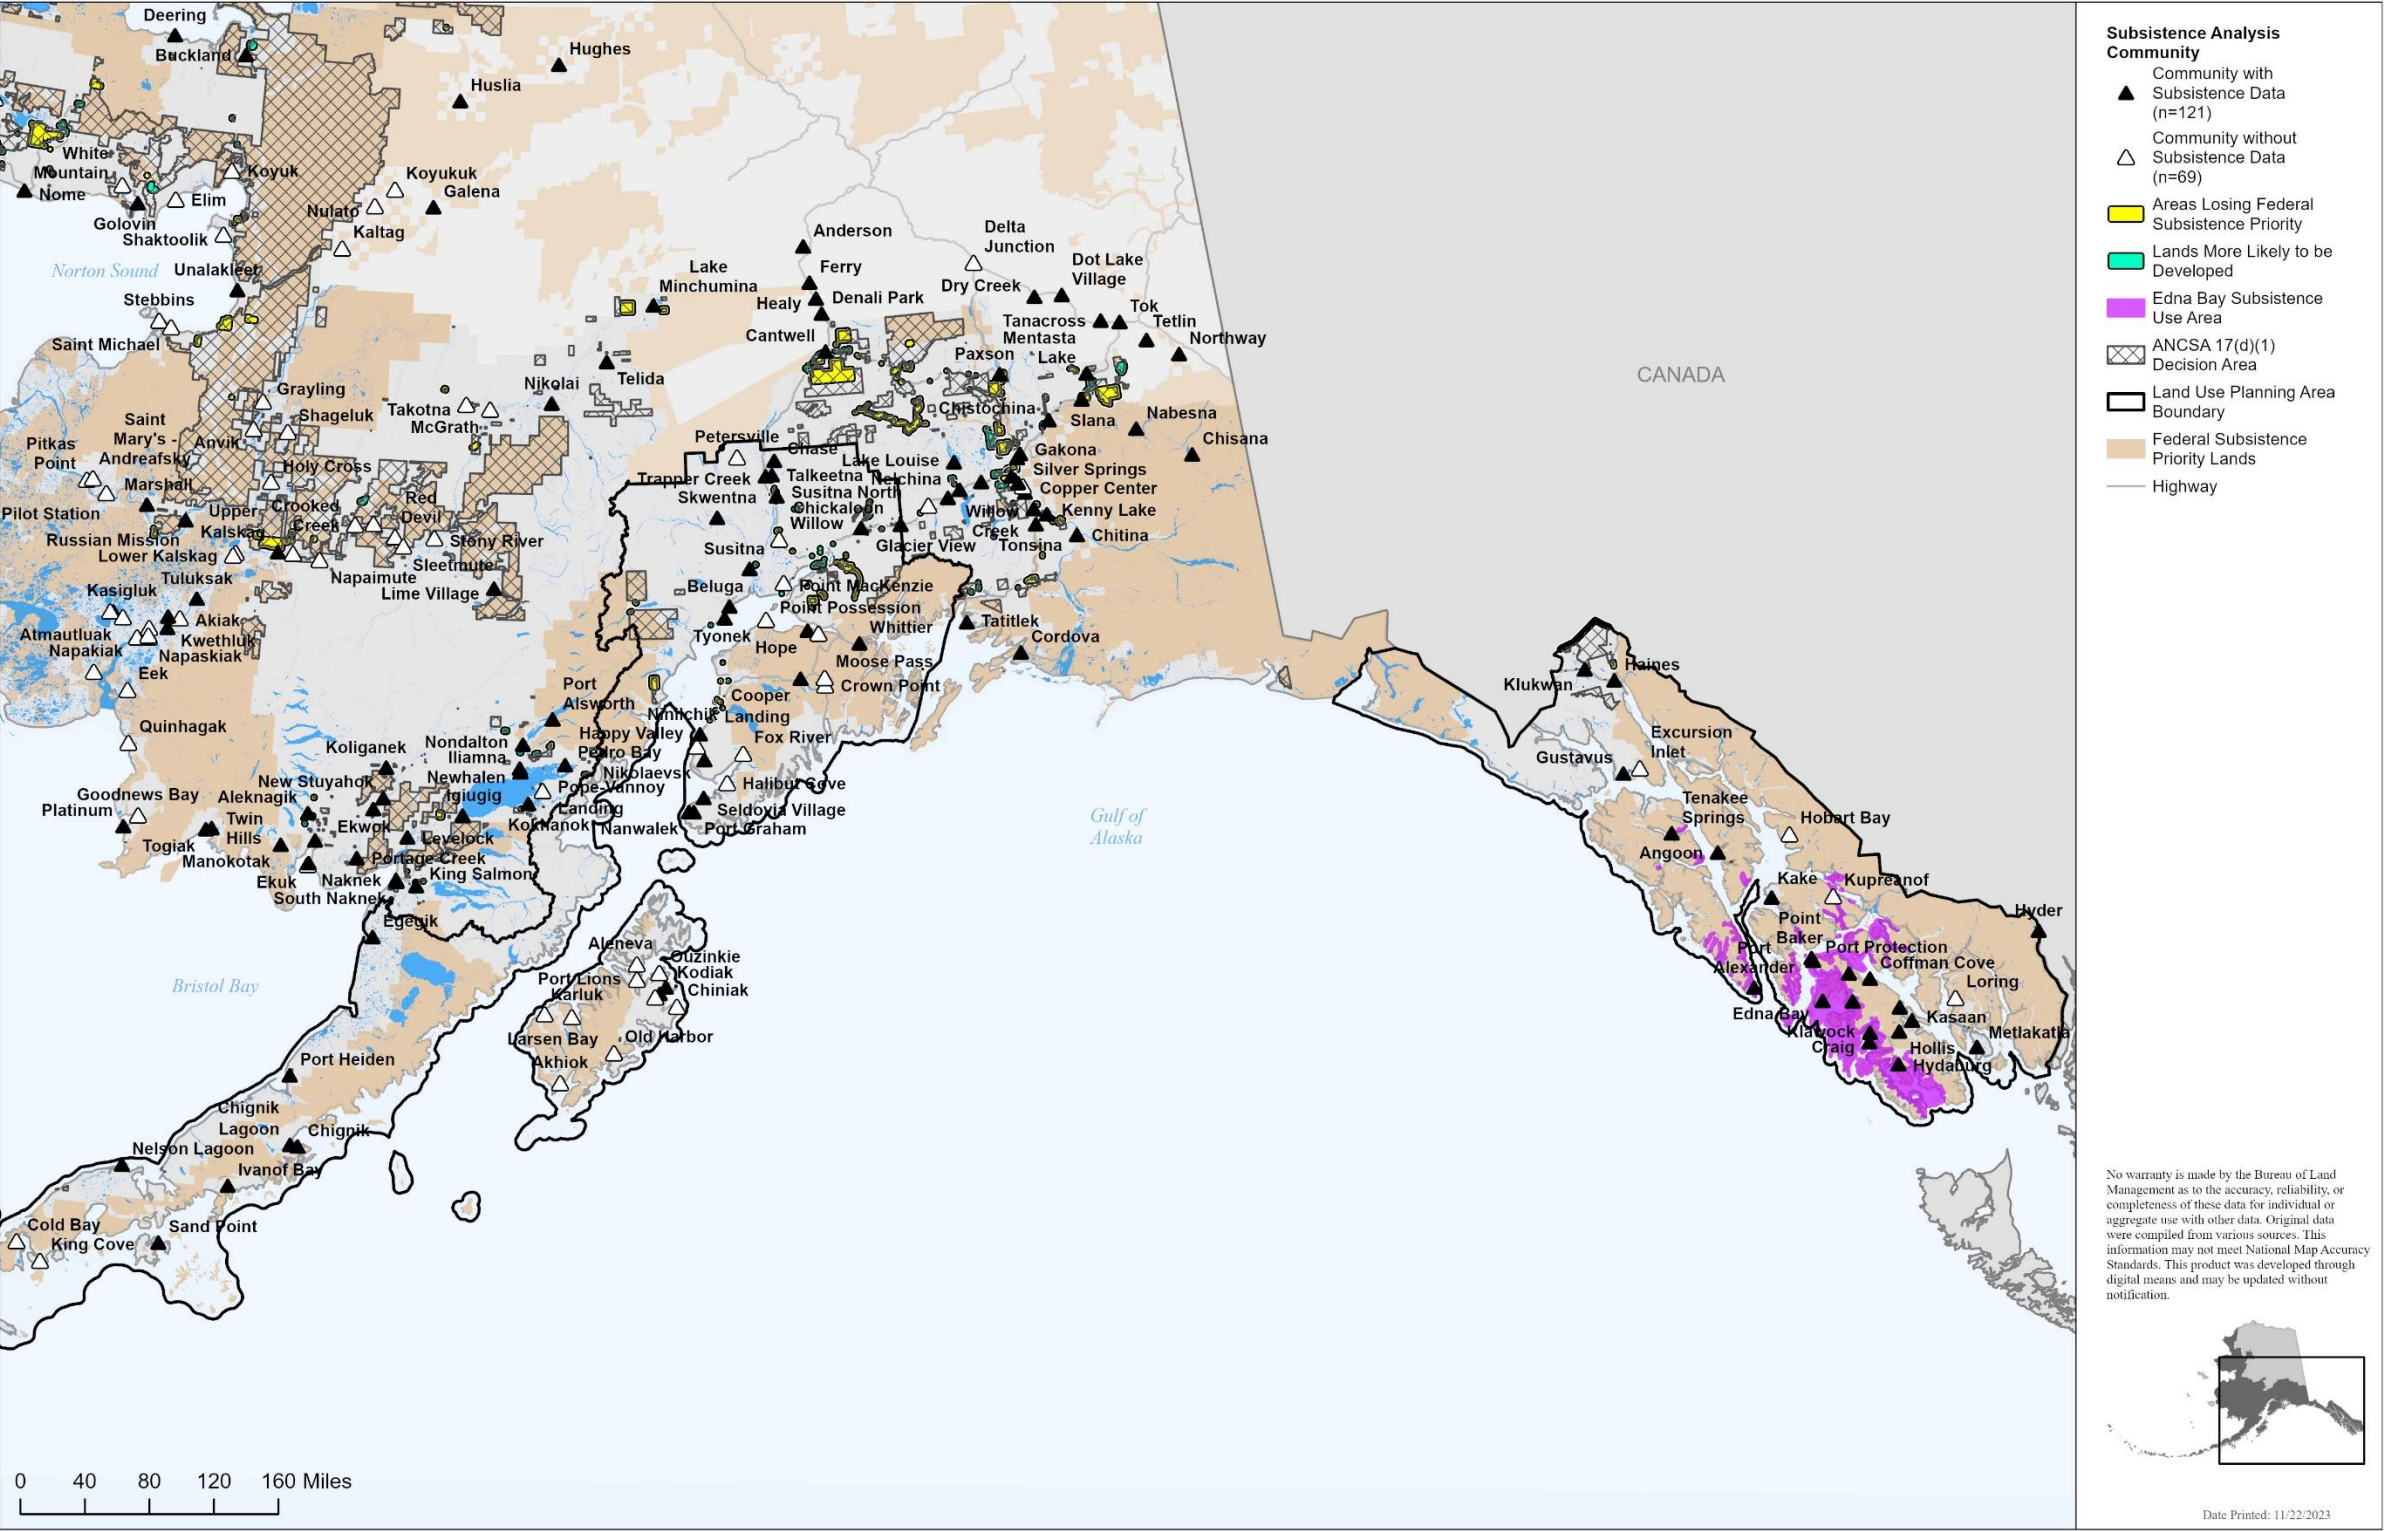 Deering
Buckland
Hughes
Huslia
White
Mountain
Nome
Koyuk
Koyukuk
Galena
Elim
Nulato
Golovin
Shaktoolik
Kaltag
Norton Sound
Unalakleet
Stebbins
Saint Michael
Anderson
Delta
Junction
Lake
Minchumina
Ferry
Healy
Denali Park
Dot Lake
Village
Dry Creek
Tok
Tanacross
Tetlin
Cantwell
Mentasta
Lake
Northway
Paxson
CANADA
Grayling
Nikolai
Telida
Shageluk
Takotna
McGrath
Chistochina
Slana
Nabesna
Saint
Mary's -
Andreafsky
Pitkas
Point
Anvik
Petersville
Chase
Chisana
Holy Cross
Lake Louise
Gakona
Marshall
Trapper Creek
Talkeetna
Nelchina
Silver Springs
Skwentna
Susitna North
Copper Center
Red
Devil
Crooked
Creek
Chickaloon
Pilot Station
Upper
Kalskag
Willow
Willow
Creek
Kenny Lake
Russian Mission
Stony River
Lower Kalskag
Susitna
Glacier View
Tonsina
Chitina
Sleetmute
Tuluksak
Napaimute
Kasigluk
Lime Village
Beluga
Point MacKenzie
Point Possession
Akiak
Whittier
Tatitlek
Atmautluak
Kwethluk
Tyonek
Cordova
Napakiak
Napaskiak
Hope
Moose Pass
Eek
Haines
Port
Alsworth
Cooper
Landing
Crown Point
Klukwan
Quinhagak
Ninilchik
Happy Valley
Fox River
Excursion
Inlet
Koliganek
Nondalton
Iliamna
Pedro Bay
Gustavus
New Stuyahok
Newhalen
Nikolaevsk
Goodnews Bay
Aleknagik
Igiugig
Pope-Vannoy
Landing
Halibut Cove
Platinum
Twin
Hills
Ekwok
Kokhanok
Nanwalek
Seldovia Village
Port Graham
Gulf of
Alaska
Tenakee
Springs
Hobart Bay
Togiak
Levelock
Manokotak
Portage Creek
Angoon
Ekuk
Naknek
King Salmon
Kake
Kupreanof
South Naknek
Egegik
Hyder
Point
Baker
Aleneva
Port
Alexander
Port Protection
Ouzinkie
Coffman Cove
Port Lions
Kodiak
Bristol Bay
Karluk
Chiniak
Loring
Edna Bay
Kasaan
Larsen Bay
Old Harbor
Klawock
Metlakatla
Craig
Hollis
Akhiok
Hydaburg
Port Heiden
Chignik
Lagoon
Chignik
Nelson Lagoon
Ivanof Bay
Cold Bay
Sand Point
King Cove
0 40 80 120 160 Miles
Subsistence Analysis
Community
Community with
Subsistence Data
(n=121)
Community without
Subsistence Data
(n=69)
Areas Losing Federal
Subsistence Priority
Lands More Likely to be
Developed
Edna Bay Subsistence
Use Area
ANCSA 17(d)(1)
Decision Area
Land Use Planning Area
Boundary
Federal Subsistence
Priority Lands
Highway
No warranty is made by the Bureau of Land
Management as to the accuracy, reliability, or
completeness of these data for individual or
aggregate use with other data. Original data
were compiled from various sources. This
information may not meet National Map Accuracy
Standards. This product was developed through
digital means and may be updated without
notification.
Date Printed: 11/22/2023